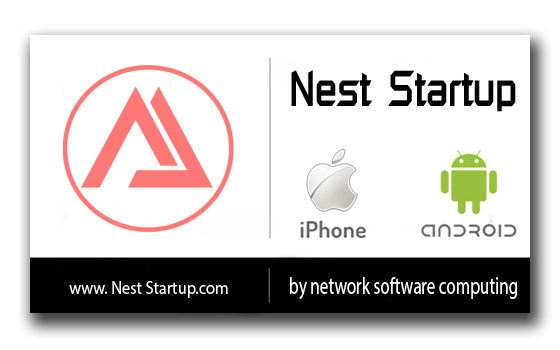 Nest Startup
iPhone
ANDROID
www. Nest Startup.com
by network software computing